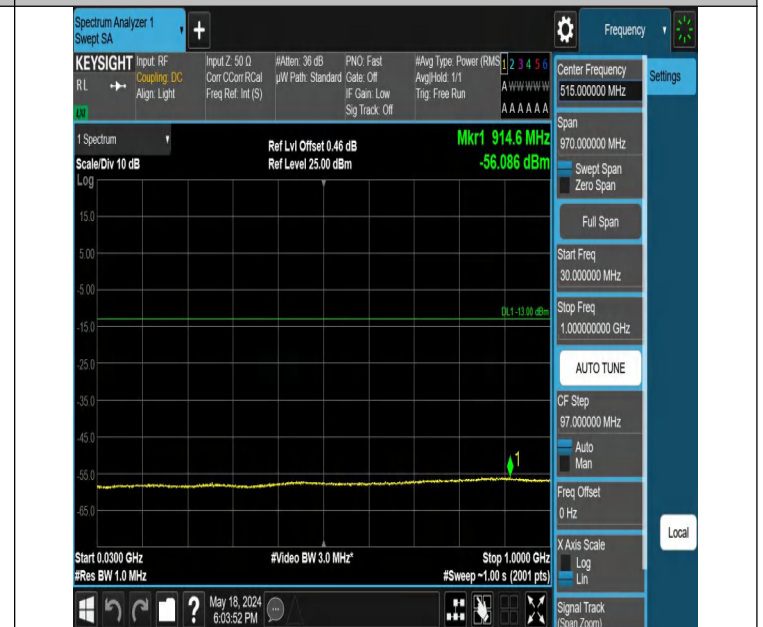 Spectrum Analyzer 1
Swept SA
+
Frequency
KEYSIGHT
RL
Input: RF
Coupling: DC
Align: Light
Input Z: 50 Ω
Corr CCorr RCal
Freq Ref: Int (S)
#Atten: 36 dB
µW Path: Standard
PNO: Fast
Gate: Off
IF Gain: Low
Sig Track: Off
#Avg Type: Power (RMS
Avg|Hold: 1/1
Trig: Free Run
1 2 3 4 5 6
A W W W W W
A A A A A A
1 Spectrum
Scale/Div 10 dB
Ref Lvl Offset 0.46 dB
Ref Level 25.00 dBm
Mkr1 914.6 MHz
-56.086 dBm
Log
15.0
5.00
-5.00
-15.0
-25.0
-35.0
-45.0
-55.0
-65.0
DL1 -13.00 dBm
1
Start 0.0300 GHz
#Res BW 1.0 MHz
#Video BW 3.0 MHz*
Stop 1.0000 GHz
#Sweep ~1.00 s (2001 pts)
?
May 18, 2024
6:03:52 PM
Center Frequency
515.000000 MHz
Settings
Span
970.000000 MHz
Swept Span
Zero Span
Full Span
Start Freq
30.000000 MHz
Stop Freq
1.000000000 GHz
AUTO TUNE
CF Step
97.000000 MHz
Auto
Man
Freq Offset
0 Hz
X Axis Scale
Log
Lin
Signal Track
(Span Zoom)
Local